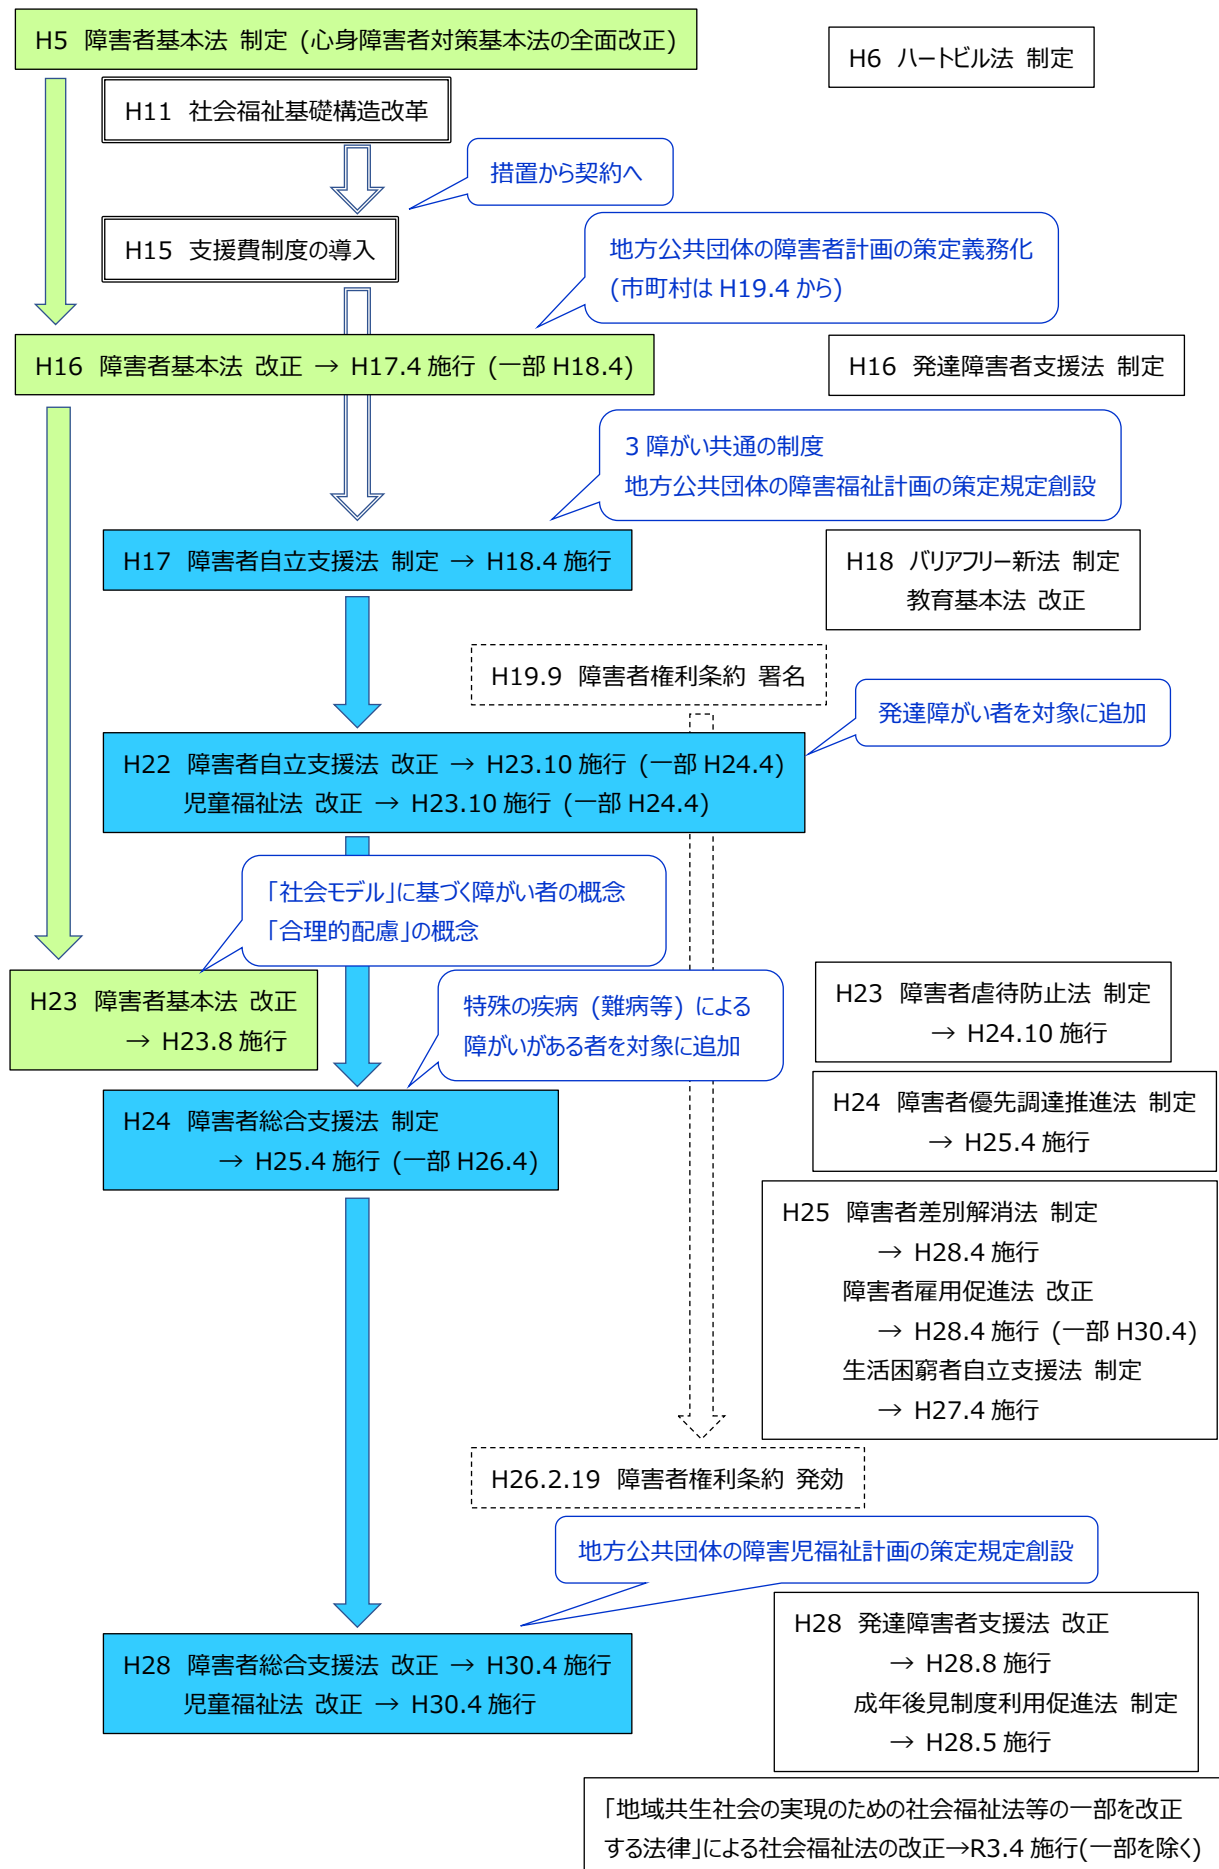 H5 障害者基本法 制定 (心身障害者対策基本法の全面改正)
H6 ハートビル法 制定
H11 社会福祉基礎構造改革
措置から契約へ
H15 支援費制度の導入
地方公共団体の障害者計画の策定義務化
(市町村は H19.4 から)
H16 障害者基本法 改正 → H17.4 施行 (一部 H18.4)
H16 発達障害者支援法 制定
3 障がい共通の制度
地方公共団体の障害福祉計画の策定規定創設
H17 障害者自立支援法 制定 → H18.4 施行
H18 バリアフリー新法 制定
教育基本法 改正
H19.9 障害者権利条約 署名
発達障がい者を対象に追加
H22 障害者自立支援法 改正 → H23.10 施行 (一部 H24.4)
児童福祉法 改正 → H23.10 施行 (一部 H24.4)
「社会モデル」に基づく障がい者の概念
「合理的配慮」の概念
H23 障害者基本法 改正
→ H23.8 施行
特殊の疾病 (難病等) による
障がいがある者を対象に追加
H23 障害者虐待防止法 制定
→ H24.10 施行
H24 障害者総合支援法 制定
→ H25.4 施行 (一部 H26.4)
H24 障害者優先調達推進法 制定
→ H25.4 施行
H25 障害者差別解消法 制定
→ H28.4 施行
障害者雇用促進法 改正
→ H28.4 施行 (一部 H30.4)
生活困窮者自立支援法 制定
→ H27.4 施行
H26.2.19 障害者権利条約 発効
地方公共団体の障害児福祉計画の策定規定創設
H28 障害者総合支援法 改正 → H30.4 施行
児童福祉法 改正 → H30.4 施行
H28 発達障害者支援法 改正
→ H28.8 施行
成年後見制度利用促進法 制定
→ H28.5 施行
「地域共生社会の実現のための社会福祉法等の一部を改正
する法律」による社会福祉法の改正→R3.4 施行(一部を除く)